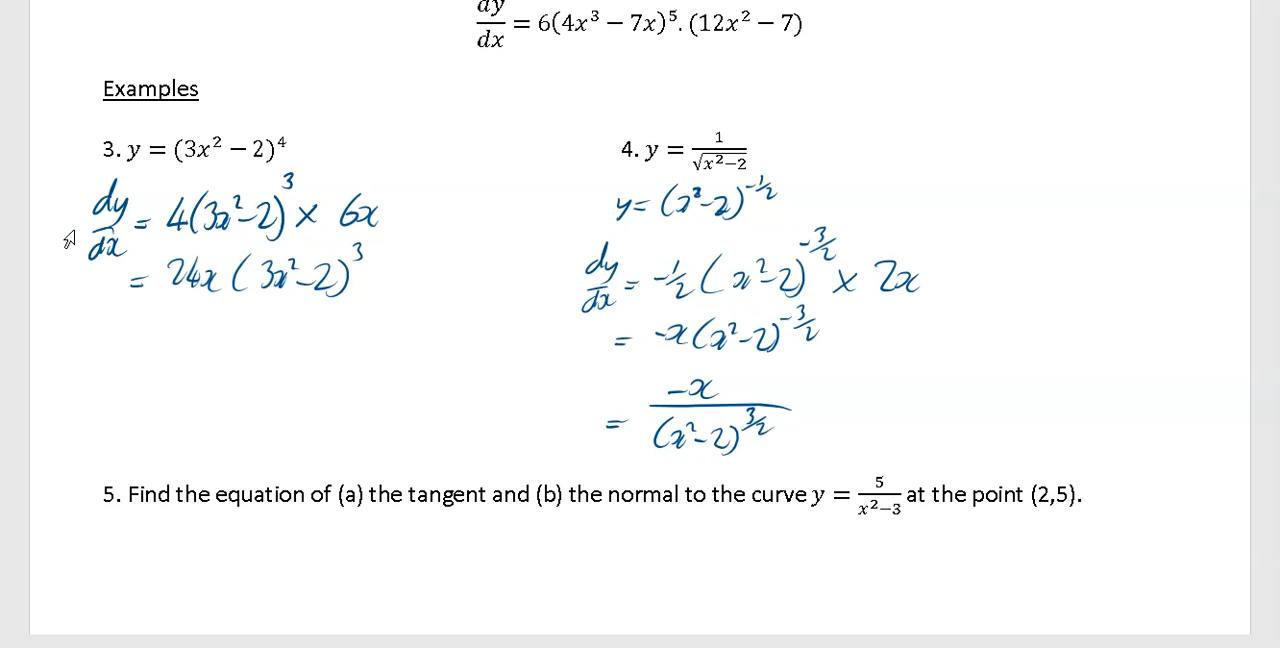 dy/dx = 6(4x³ − 7x)⁵. (12x² − 7)
Examples
3. y = (3x² − 2)⁴
dy/dx = 4(3x²-2)³ × 6x
= 24x (3x²-2)³
4. y = 1/√(x²−2)
y = (x²-2)^(-1/2)
dy/dx = -1/2 (x²-2)^(-3/2) × 2x
= -x(x²-2)^(-3/2)
= -x/(x²-2)^(3/2)
5. Find the equation of (a) the tangent and (b) the normal to the curve y = 5/(x²−3) at the point (2,5).